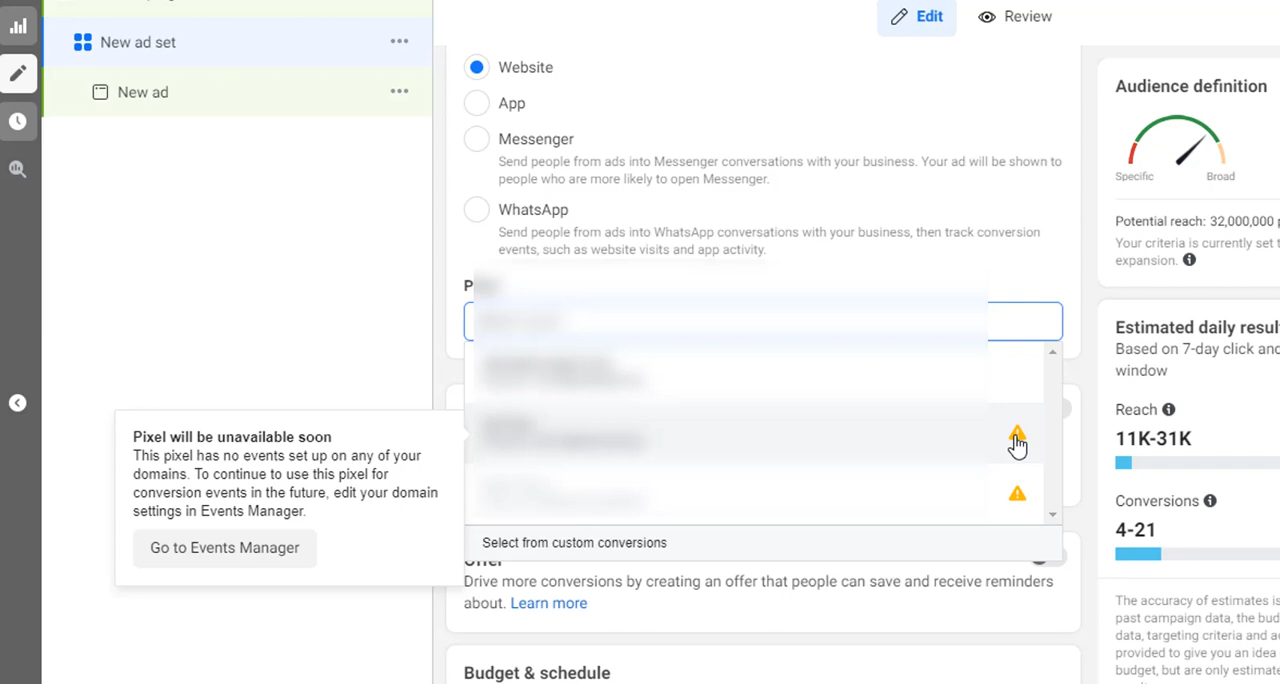 Edit
Review
New ad set
New ad
Website
App
Messenger
Send people from ads into Messenger conversations with your business. Your ad will be shown to
people who are more likely to open Messenger.
WhatsApp
Send people from ads into WhatsApp conversations with your business, then track conversion
events, such as website visits and app activity.
Pixel will be unavailable soon
This pixel has no events set up on any of your
domains. To continue to use this pixel for
conversion events in the future, edit your domain
settings in Events Manager.
Go to Events Manager
Select from custom conversions
Offer
Drive more conversions by creating an offer that people can save and receive reminders
about. Learn more
Budget & schedule
Audience definition
Specific
Broad
Potential reach: 32,000,000
Your criteria is currently set
expansion.
Estimated daily
Based on 7-day click and
window
Reach
11K-31K
Conversions
4-21
The accuracy of estimates is
past campaign data, the
data, targeting criteria and
provided to give you an idea
budget, but are only